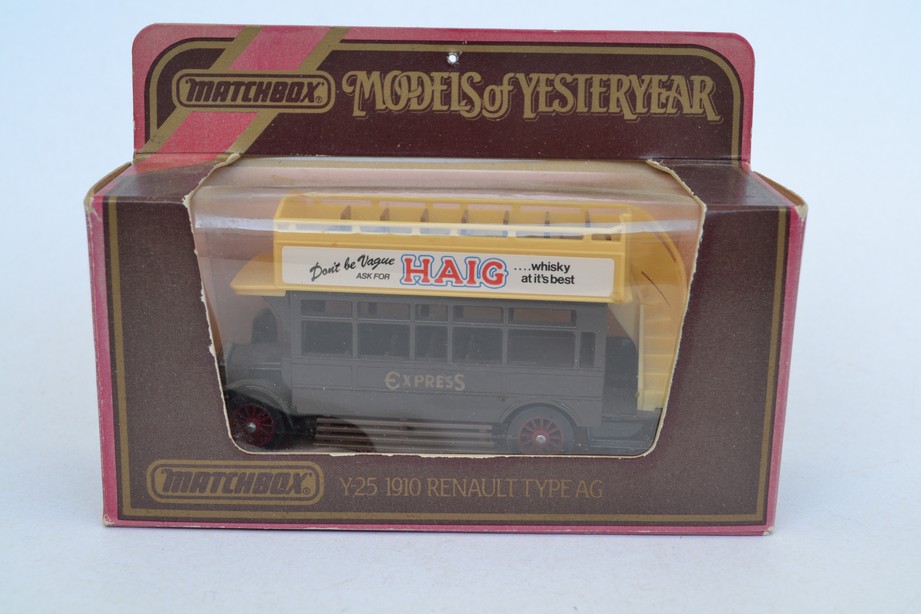 MATCHBOX MODELS of YESTERYEAR
Don't be Vague HAIG ....whisky
ASK FOR at it's best
EXPRESS
MATCHBOX Y-25 1910 RENAULT TYPE AG